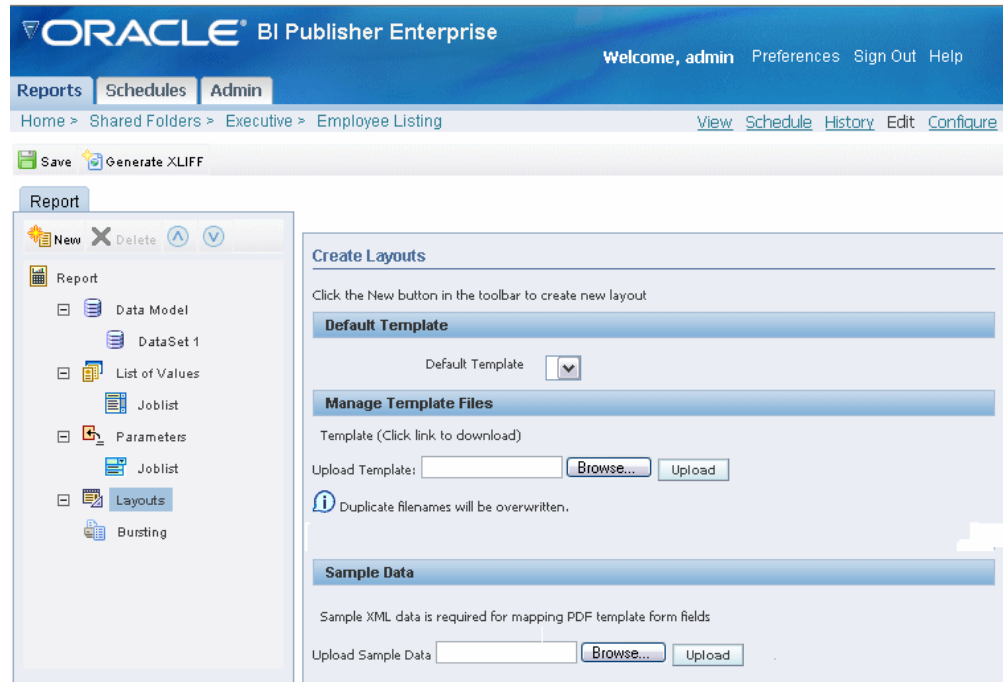 ORACLE® BI Publisher Enterprise
Welcome, admin Preferences Sign Out Help
Reports Schedules Admin
Home > Shared Folders > Executive > Employee Listing View Schedule History Edit Configure
Save Generate XLIFF
Report
New Delete
Create Layouts
Report
Click the New button in the toolbar to create new layout
Data Model
Default Template
DataSet 1
Default Template
List of Values
Manage Template Files
Joblist
Template (Click link to download)
Parameters
Upload Template: Browse... Upload
Joblist
Layouts
Duplicate filenames will be overwritten.
Bursting
Sample Data
Sample XML data is required for mapping PDF template form fields
Upload Sample Data Browse... Upload